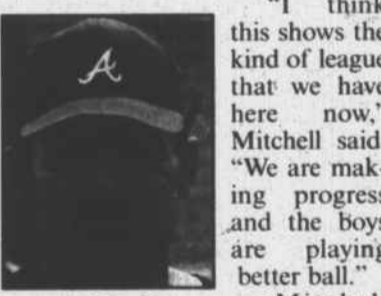 A
"I think
this shows the
kind of league
that we have
here now,"
Mitchell said.
"We are mak-
ing progress
and the boys
are playing
better ball."